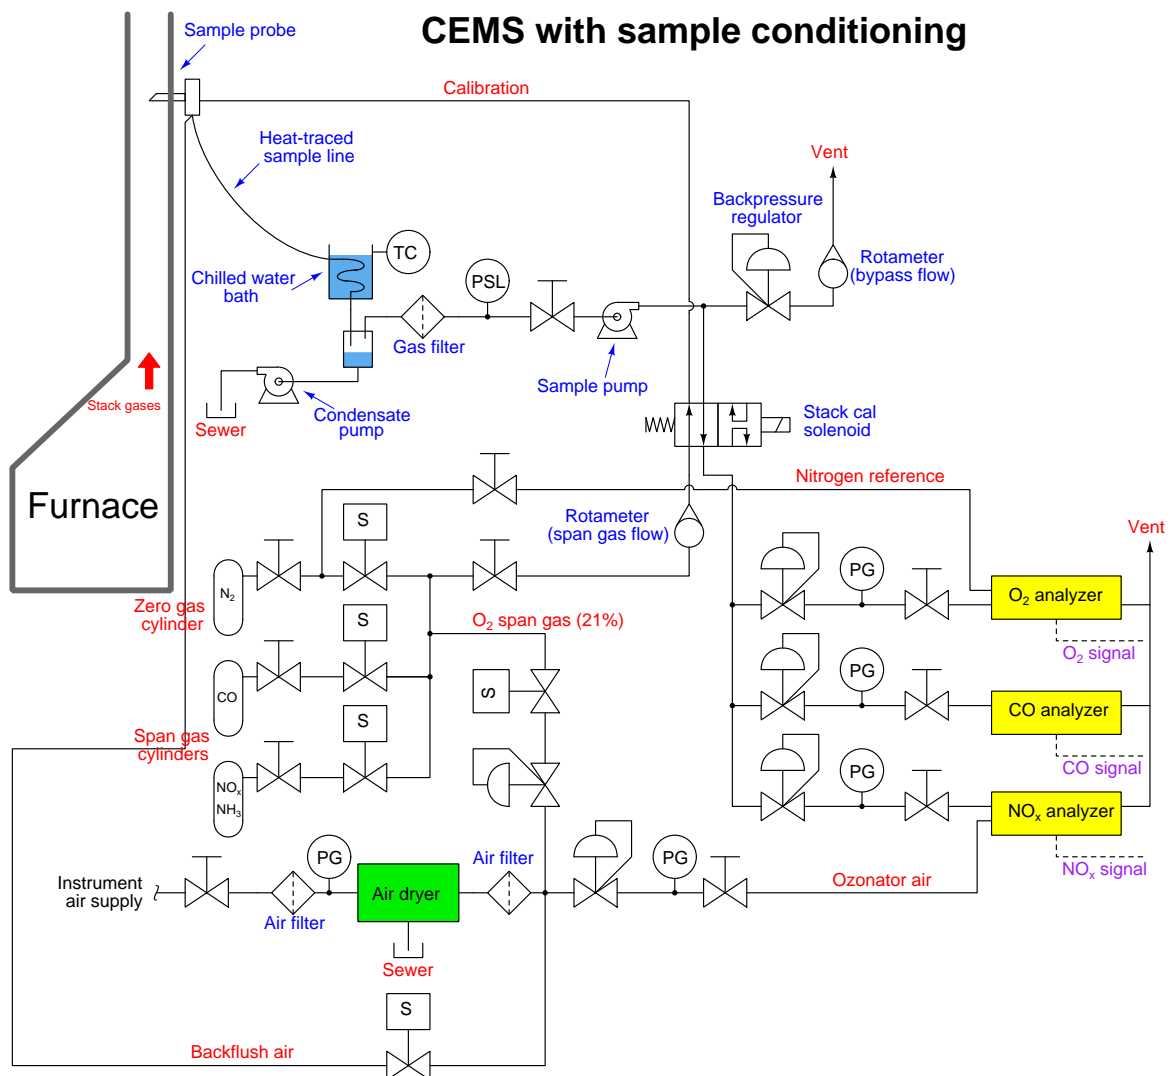 CEMS with sample conditioning
Sample probe
Calibration
Heat-traced
sample line
Vent
Backpressure
regulator
Rotameter
(bypass flow)
TC
Chilled water
bath
PSL
Gas filter
Sample pump
Stack gases
Condensate
pump
Sewer
Stack cal
solenoid
Furnace
Nitrogen reference
S
Rotameter
(span gas flow)
Vent
N₂
Zero gas
cylinder
PG
O₂ analyzer
S
O₂ span gas (21%)
O₂ signal
CO
S
PG
CO analyzer
S
Span gas
cylinders
CO signal
NOₓ
NH₃
PG
NOₓ analyzer
NOₓ signal
Instrument
air supply
PG
Air filter
Air dryer
Air filter
PG
Ozonator air
Sewer
S
Backflush air